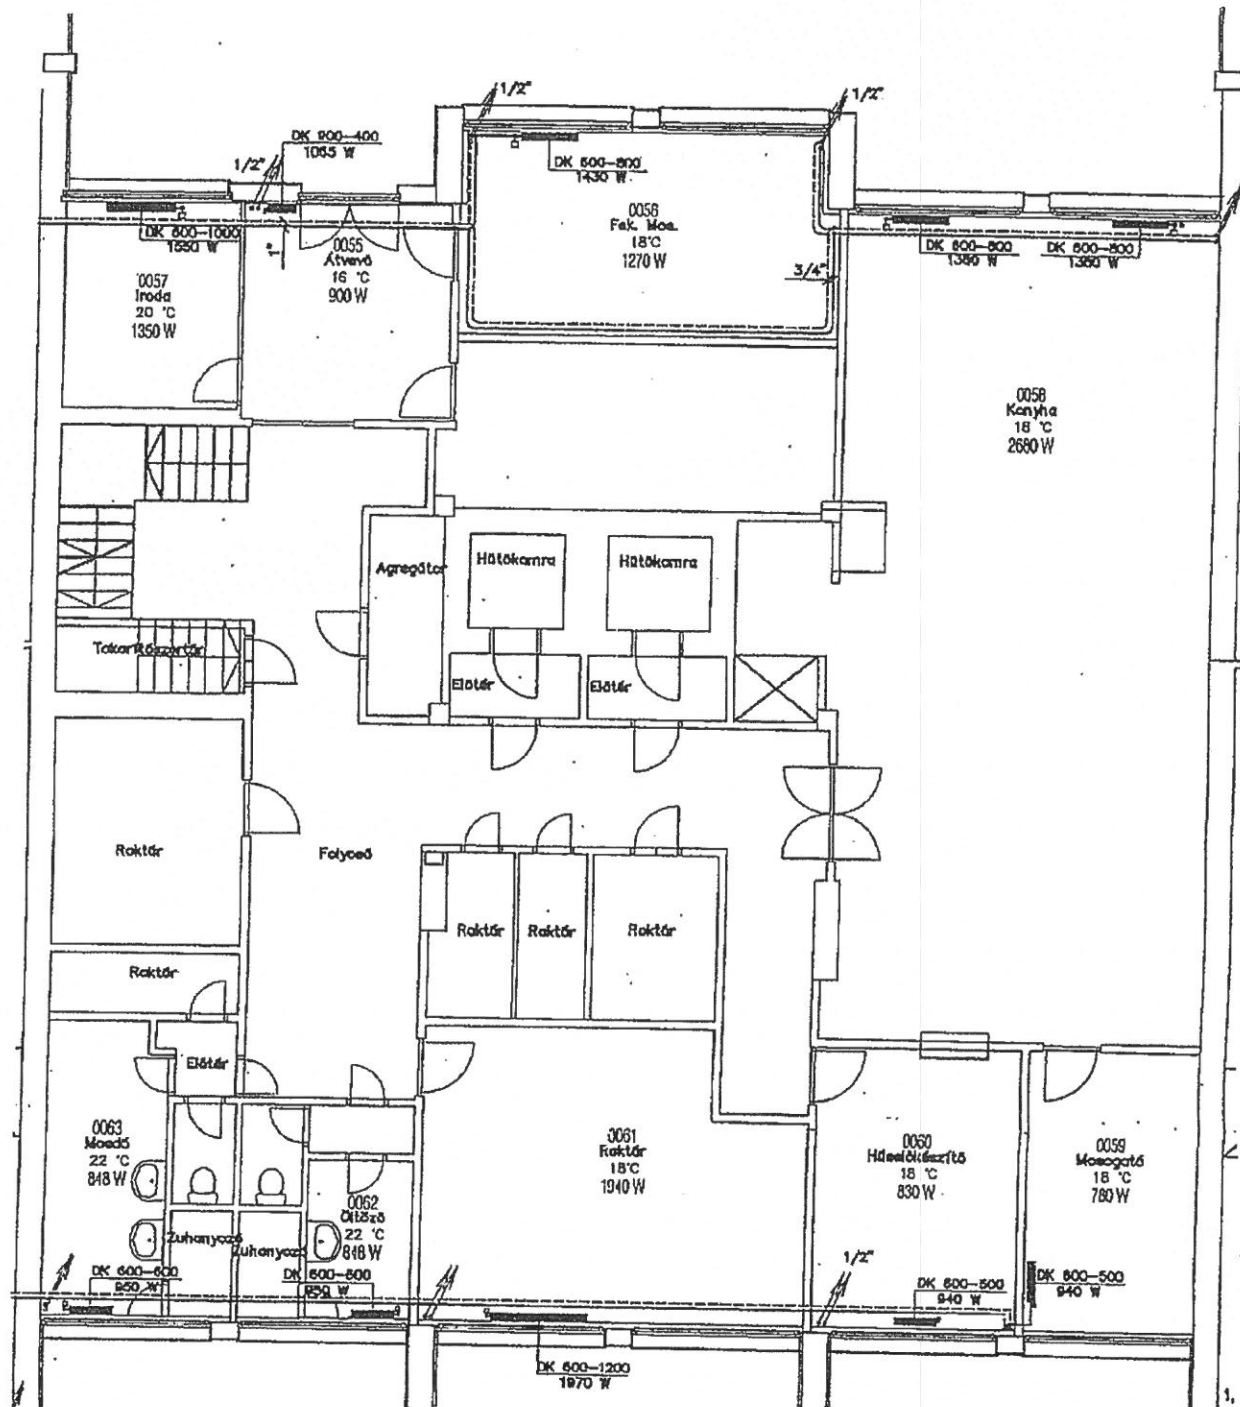 1/2"
1/2"
DK 900-400
1065 W
1/2"
DK 600-800
1430 W
0056
Fek. Mos.
18°C
1270 W
DK 600-1000
1"
0055
Átvevő
16 °C
900 W
0057
Iroda
20 °C
1350 W
3/4"
DK 600-800
DK 600-800
0058
Konyha
18 °C
2680 W
Agregátor
Hűtőkamra
Hűtőkamra
Előtér
Előtér
Raktár
Folyosó
Raktár
Raktár
Raktár
Raktár
Előtér
0063
Mosdó
22 °C
848 W
0062
Öltöző
22 °C
848 W
Zuhanyozó
Zuhanyozó
0061
Raktár
18°C
1940 W
0060
Húselőkészítő
18 °C
830 W
0059
Mosogató
18 °C
780 W
DK 600-600
950 W
DK 600-600
950 W
1/2"
DK 600-500
940 W
DK 600-500
940 W
DK 600-1200
1970 W
1.